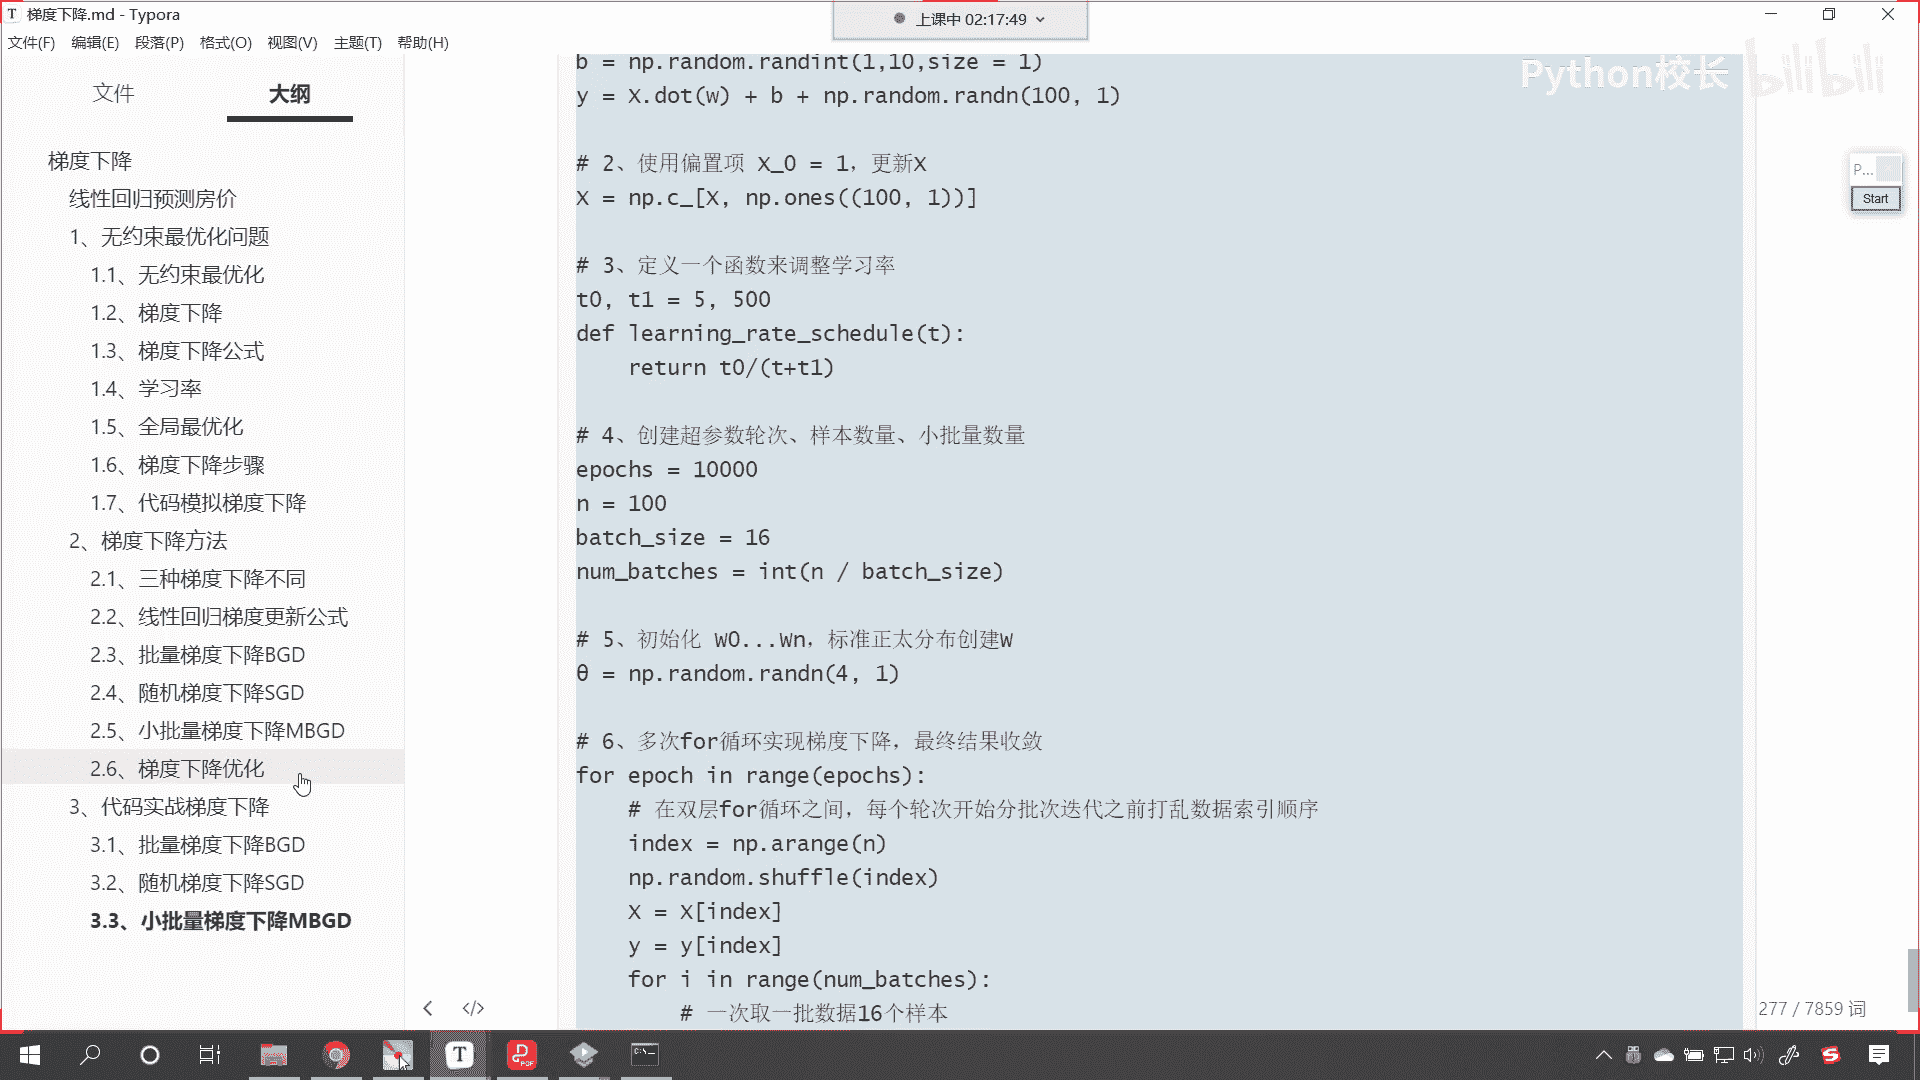 梯度下降.md - Typora
上课中 02:17:49
文件(F) 编辑(E) 段落(P) 格式(O) 视图(V) 主题(T) 帮助(H)
Python校长 bilibili
文件 大纲
梯度下降
线性回归预测房价
1、无约束最优化问题
1.1、无约束最优化
1.2、梯度下降
1.3、梯度下降公式
1.4、学习率
1.5、全局最优化
1.6、梯度下降步骤
1.7、代码模拟梯度下降
2、梯度下降方法
2.1、三种梯度下降不同
2.2、线性回归梯度更新公式
2.3、批量梯度下降BGD
2.4、随机梯度下降SGD
2.5、小批量梯度下降MBGD
2.6、梯度下降优化
3、代码实战梯度下降
3.1、批量梯度下降BGD
3.2、随机梯度下降SGD
3.3、小批量梯度下降MBGD
b = np.random.randint(1,10,size = 1)
y = X.dot(w) + b + np.random.randn(100, 1)
# 2、使用偏置项 X_0 = 1，更新X
X = np.c_[X, np.ones((100, 1))]
# 3、定义一个函数来调整学习率
t0, t1 = 5, 500
def learning_rate_schedule(t):
    return t0/(t+t1)
# 4、创建超参数轮次、样本数量、小批量数量
epochs = 10000
n = 100
batch_size = 16
num_batches = int(n / batch_size)
# 5、初始化 W0...Wn，标准正太分布创建W
θ = np.random.randn(4, 1)
# 6、多次for循环实现梯度下降，最终结果收敛
for epoch in range(epochs):
    # 在双层for循环之间，每个轮次开始分批次迭代之前打乱数据索引顺序
    index = np.arange(n)
    np.random.shuffle(index)
    X = X[index]
    y = y[index]
    for i in range(num_batches):
        # 一次取一批数据16个样本
P...
Start
277 / 7859 词